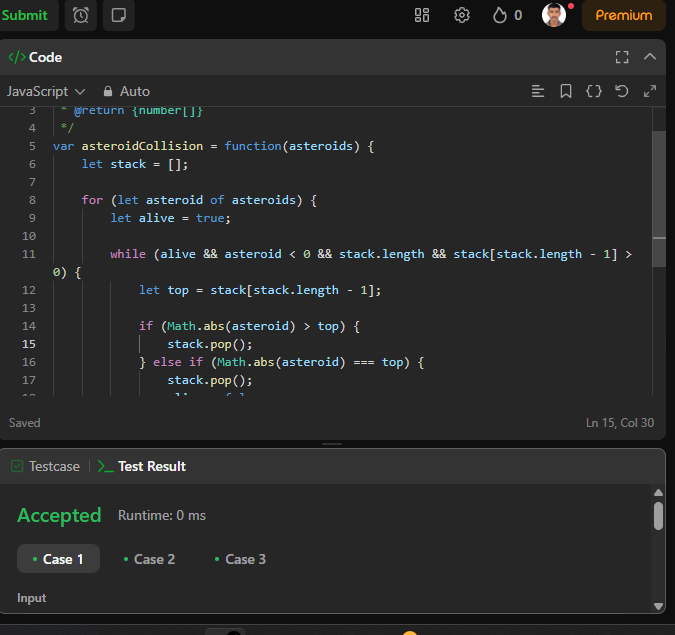 Submit
0
Premium
</> Code
JavaScript
Auto
3 * @return {number[]}
4 */
5 var asteroidCollision = function(asteroids) {
6 let stack = [];
7
8 for (let asteroid of asteroids) {
9 let alive = true;
10
11 while (alive && asteroid < 0 && stack.length && stack[stack.length - 1] >
0) {
12 let top = stack[stack.length - 1];
13
14 if (Math.abs(asteroid) > top) {
15 stack.pop();
16 } else if (Math.abs(asteroid) === top) {
17 stack.pop();
Saved
Ln 15, Col 30
Testcase
Test Result
Accepted Runtime: 0 ms
Case 1 Case 2 Case 3
Input